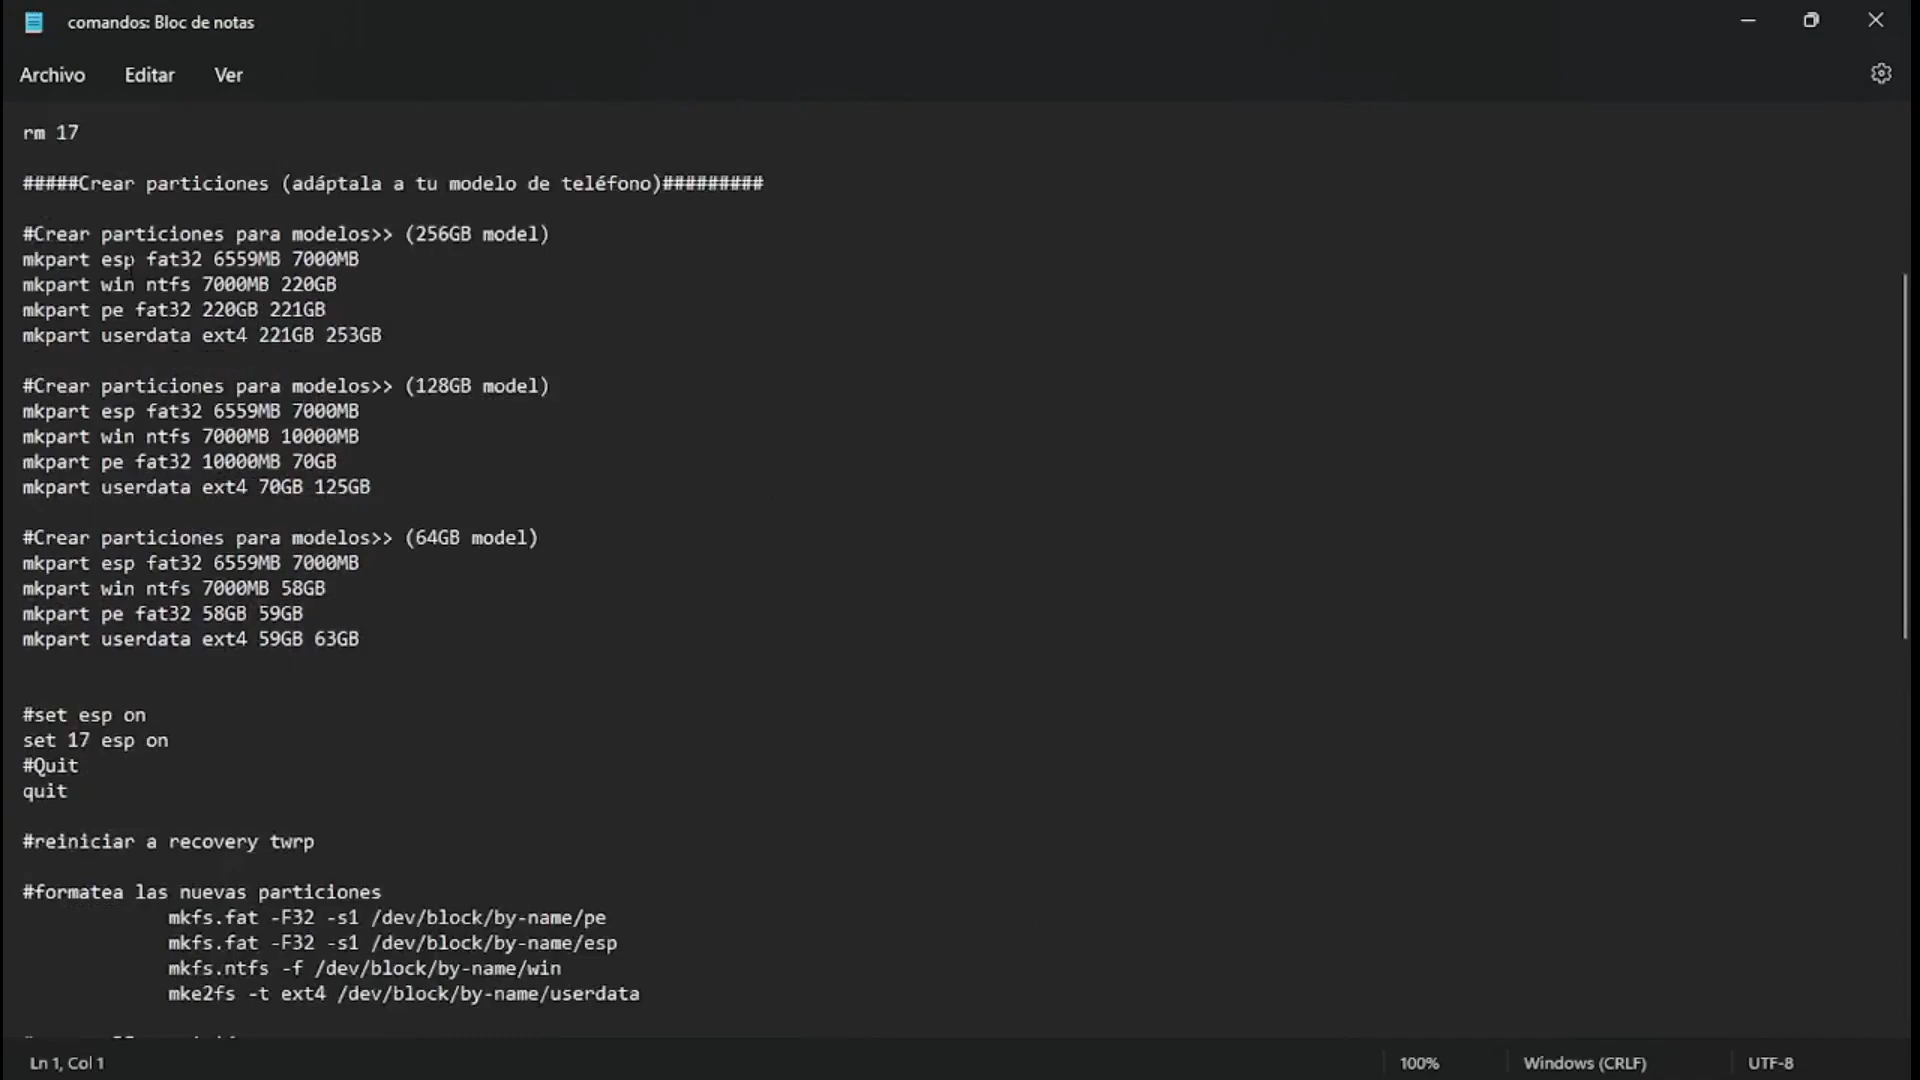 comandos: Bloc de notas
Archivo Editar Ver
rm 17
#####Crear particiones (adáptala a tu modelo de teléfono)#########
#Crear particiones para modelos>> (256GB model)
mkpart esp fat32 6559MB 7000MB
mkpart win ntfs 7000MB 220GB
mkpart pe fat32 220GB 221GB
mkpart userdata ext4 221GB 253GB
#Crear particiones para modelos>> (128GB model)
mkpart esp fat32 6559MB 7000MB
mkpart win ntfs 7000MB 10000MB
mkpart pe fat32 10000MB 70GB
mkpart userdata ext4 70GB 125GB
#Crear particiones para modelos>> (64GB model)
mkpart esp fat32 6559MB 7000MB
mkpart win ntfs 7000MB 58GB
mkpart pe fat32 58GB 59GB
mkpart userdata ext4 59GB 63GB
#set esp on
set 17 esp on
#Quit
quit
#reiniciar a recovery twrp
#formatea las nuevas particiones
mkfs.fat -F32 -s1 /dev/block/by-name/pe
mkfs.fat -F32 -s1 /dev/block/by-name/esp
mkfs.ntfs -f /dev/block/by-name/win
mke2fs -t ext4 /dev/block/by-name/userdata
Ln 1, Col 1 100% Windows (CRLF) UTF-8